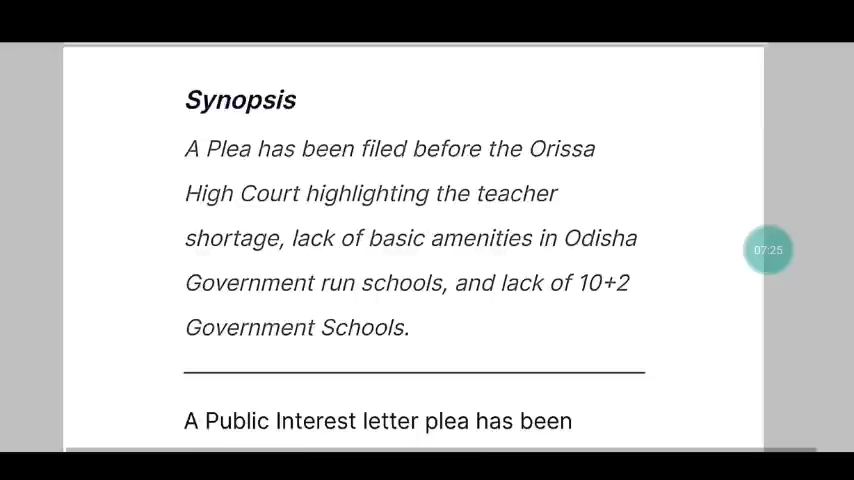 Synopsis
A Plea has been filed before the Orissa
High Court highlighting the teacher
shortage, lack of basic amenities in Odisha
07:25
Government run schools, and lack of 10+2
Government Schools.
A Public Interest letter plea has been